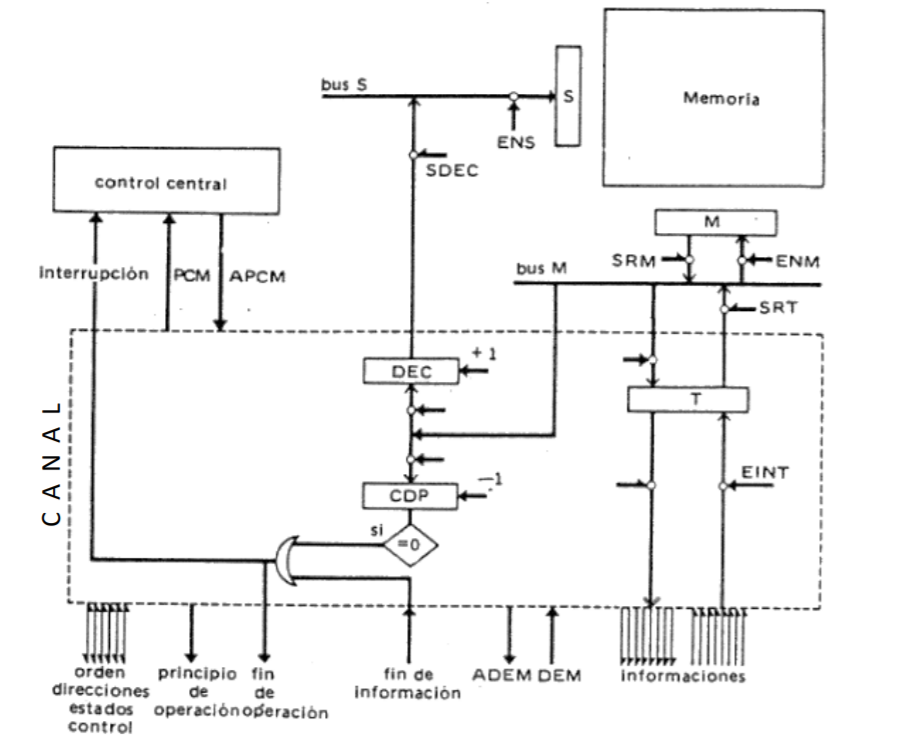 bus S
S
Memoria
ENS
SDEC
control central
M
SRM
ENM
interrupción
PCM
APCM
bus M
SRT
+ 1
DEC
T
CANAL
EINT
CDP
—1
si
=0
orden
direcciones
estados
control
principio
de
operación
fin
de
operación
fin de
información
ADEM
DEM
informaciones